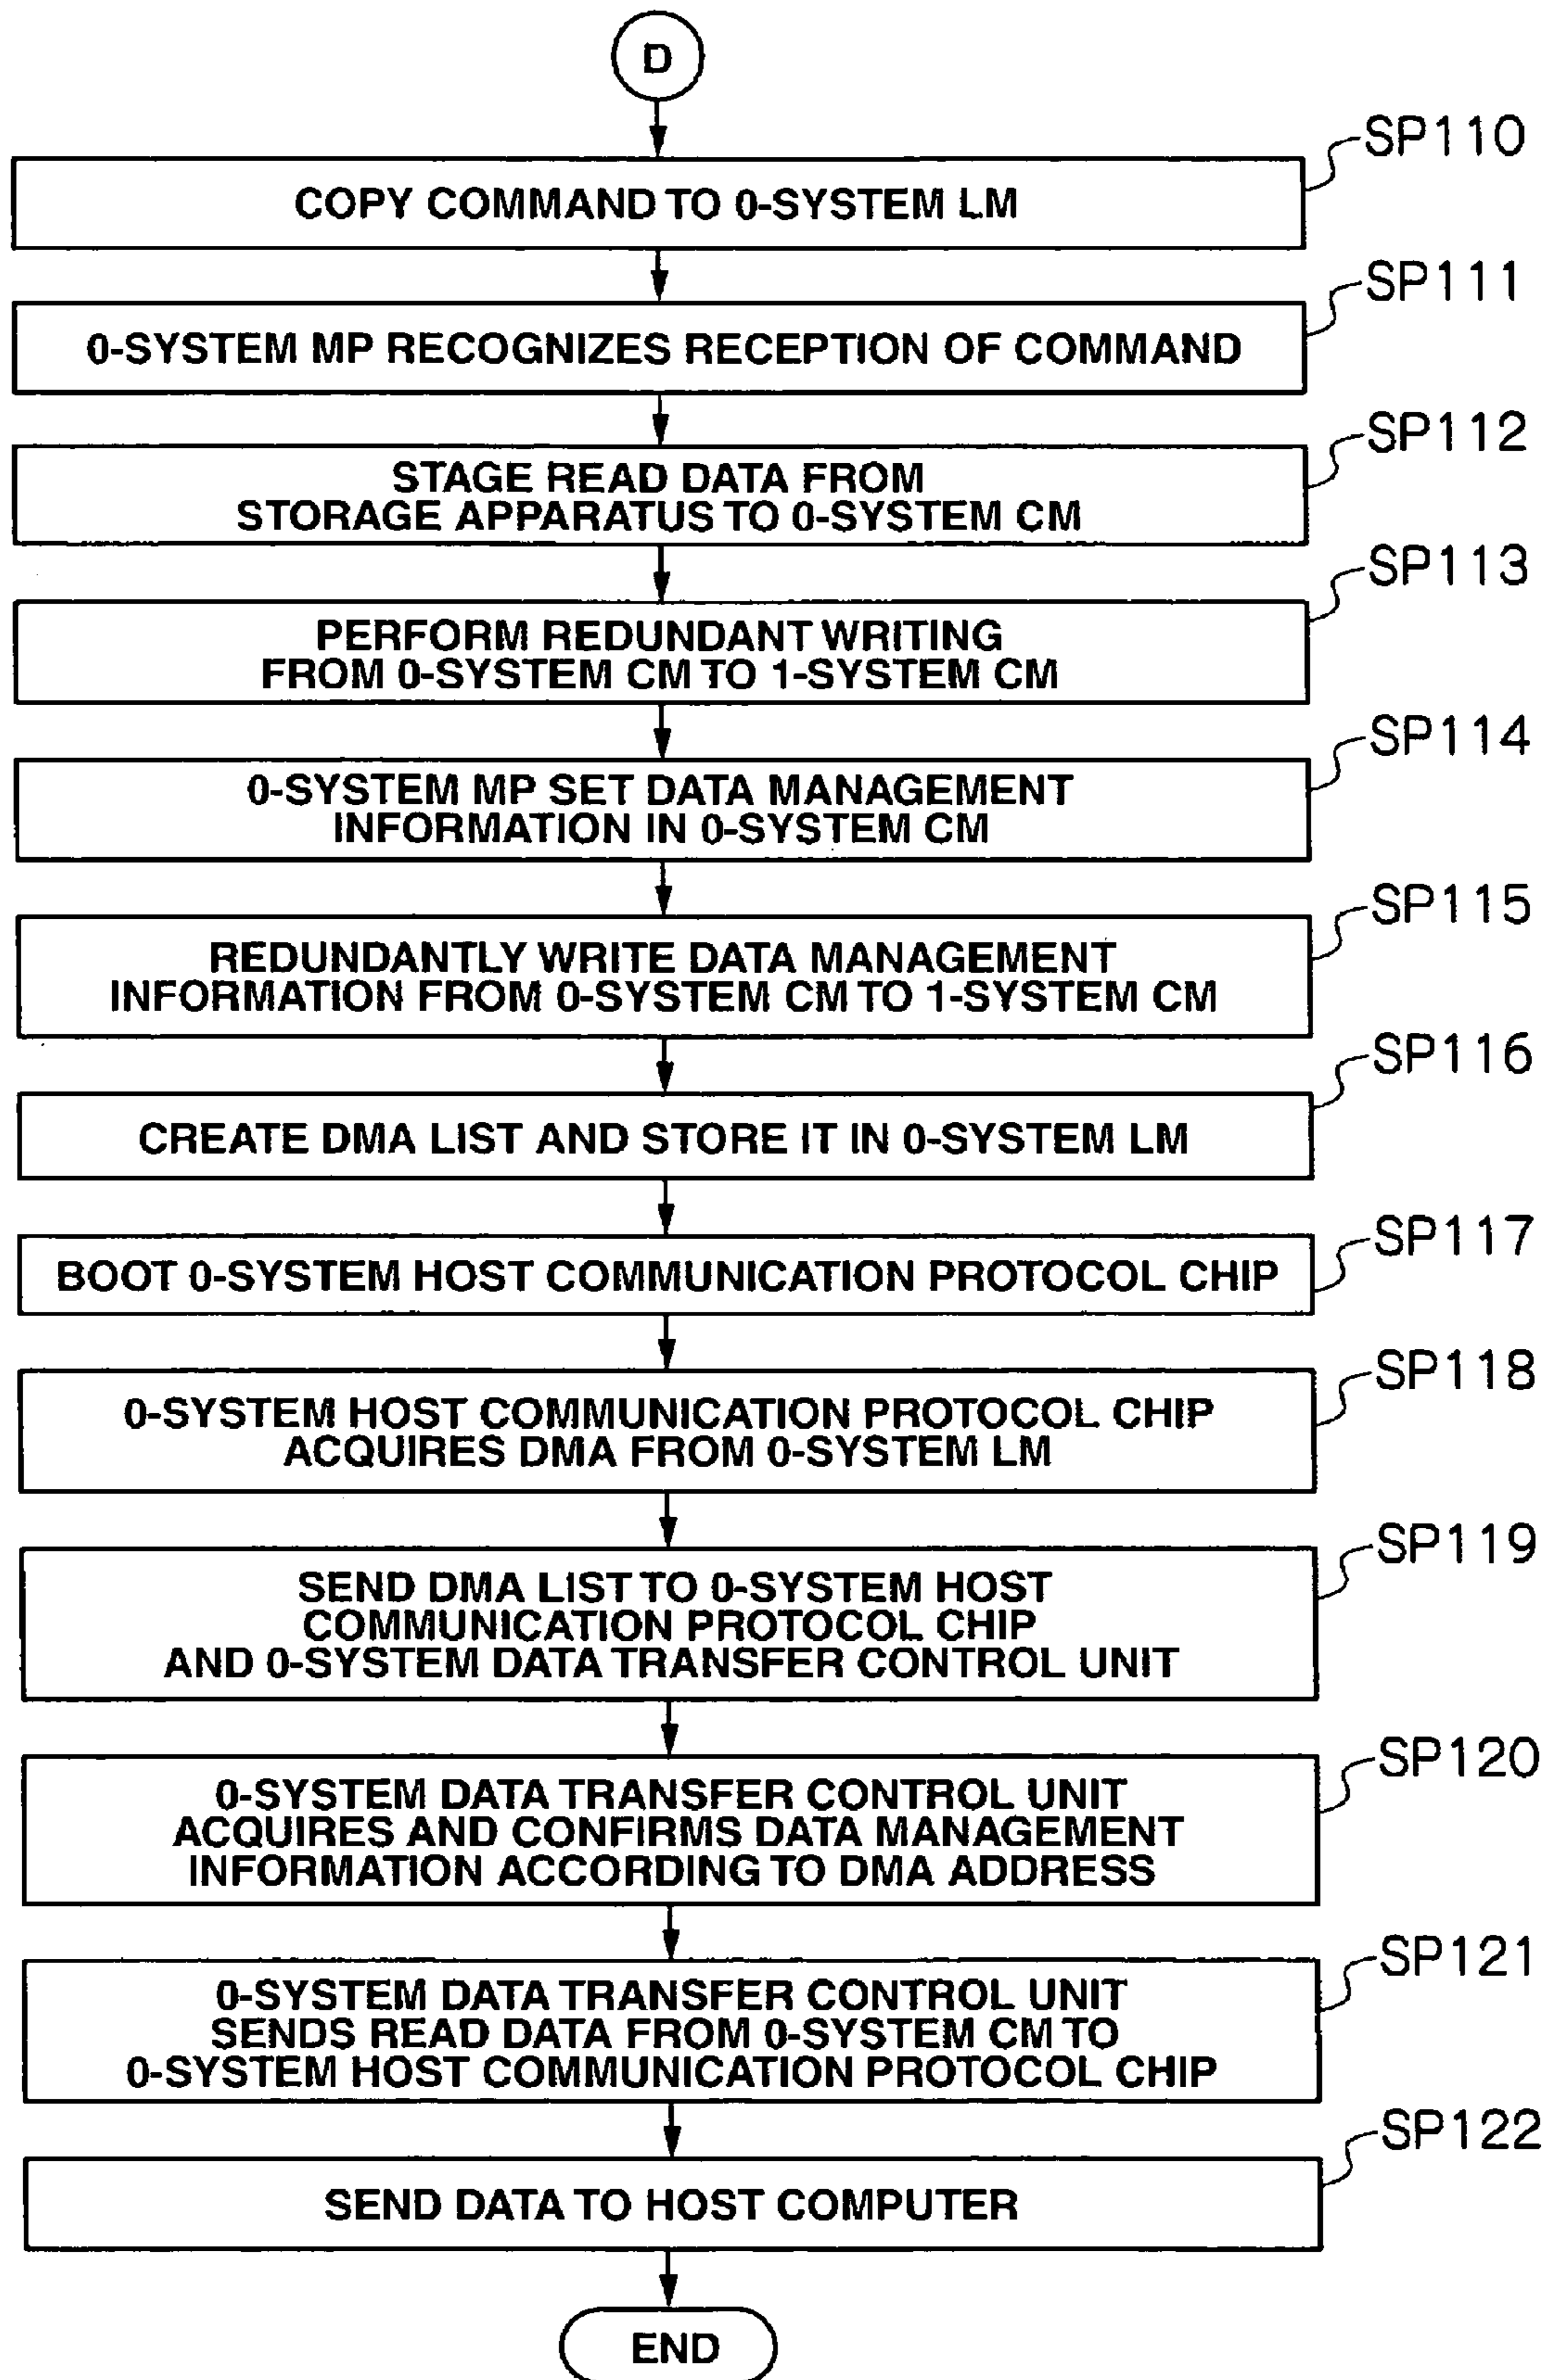 D
SP110
COPY COMMAND TO 0-SYSTEM LM
SP111
0-SYSTEM MP RECOGNIZES RECEPTION OF COMMAND
SP112
STAGE READ DATA FROM
STORAGE APPARATUS TO 0-SYSTEM CM
SP113
PERFORM REDUNDANT WRITING
FROM 0-SYSTEM CM TO 1-SYSTEM CM
SP114
0-SYSTEM MP SET DATA MANAGEMENT
INFORMATION IN 0-SYSTEM CM
SP115
REDUNDANTLY WRITE DATA MANAGEMENT
INFORMATION FROM 0-SYSTEM CM TO 1-SYSTEM CM
SP116
CREATE DMA LIST AND STORE IT IN 0-SYSTEM LM
SP117
BOOT 0-SYSTEM HOST COMMUNICATION PROTOCOL CHIP
SP118
0-SYSTEM HOST COMMUNICATION PROTOCOL CHIP
ACQUIRES DMA FROM 0-SYSTEM LM
SP119
SEND DMA LIST TO 0-SYSTEM HOST
COMMUNICATION PROTOCOL CHIP
AND 0-SYSTEM DATA TRANSFER CONTROL UNIT
SP120
0-SYSTEM DATA TRANSFER CONTROL UNIT
ACQUIRES AND CONFIRMS DATA MANAGEMENT
INFORMATION ACCORDING TO DMA ADDRESS
SP121
0-SYSTEM DATA TRANSFER CONTROL UNIT
SENDS READ DATA FROM 0-SYSTEM CM TO
0-SYSTEM HOST COMMUNICATION PROTOCOL CHIP
SP122
SEND DATA TO HOST COMPUTER
END